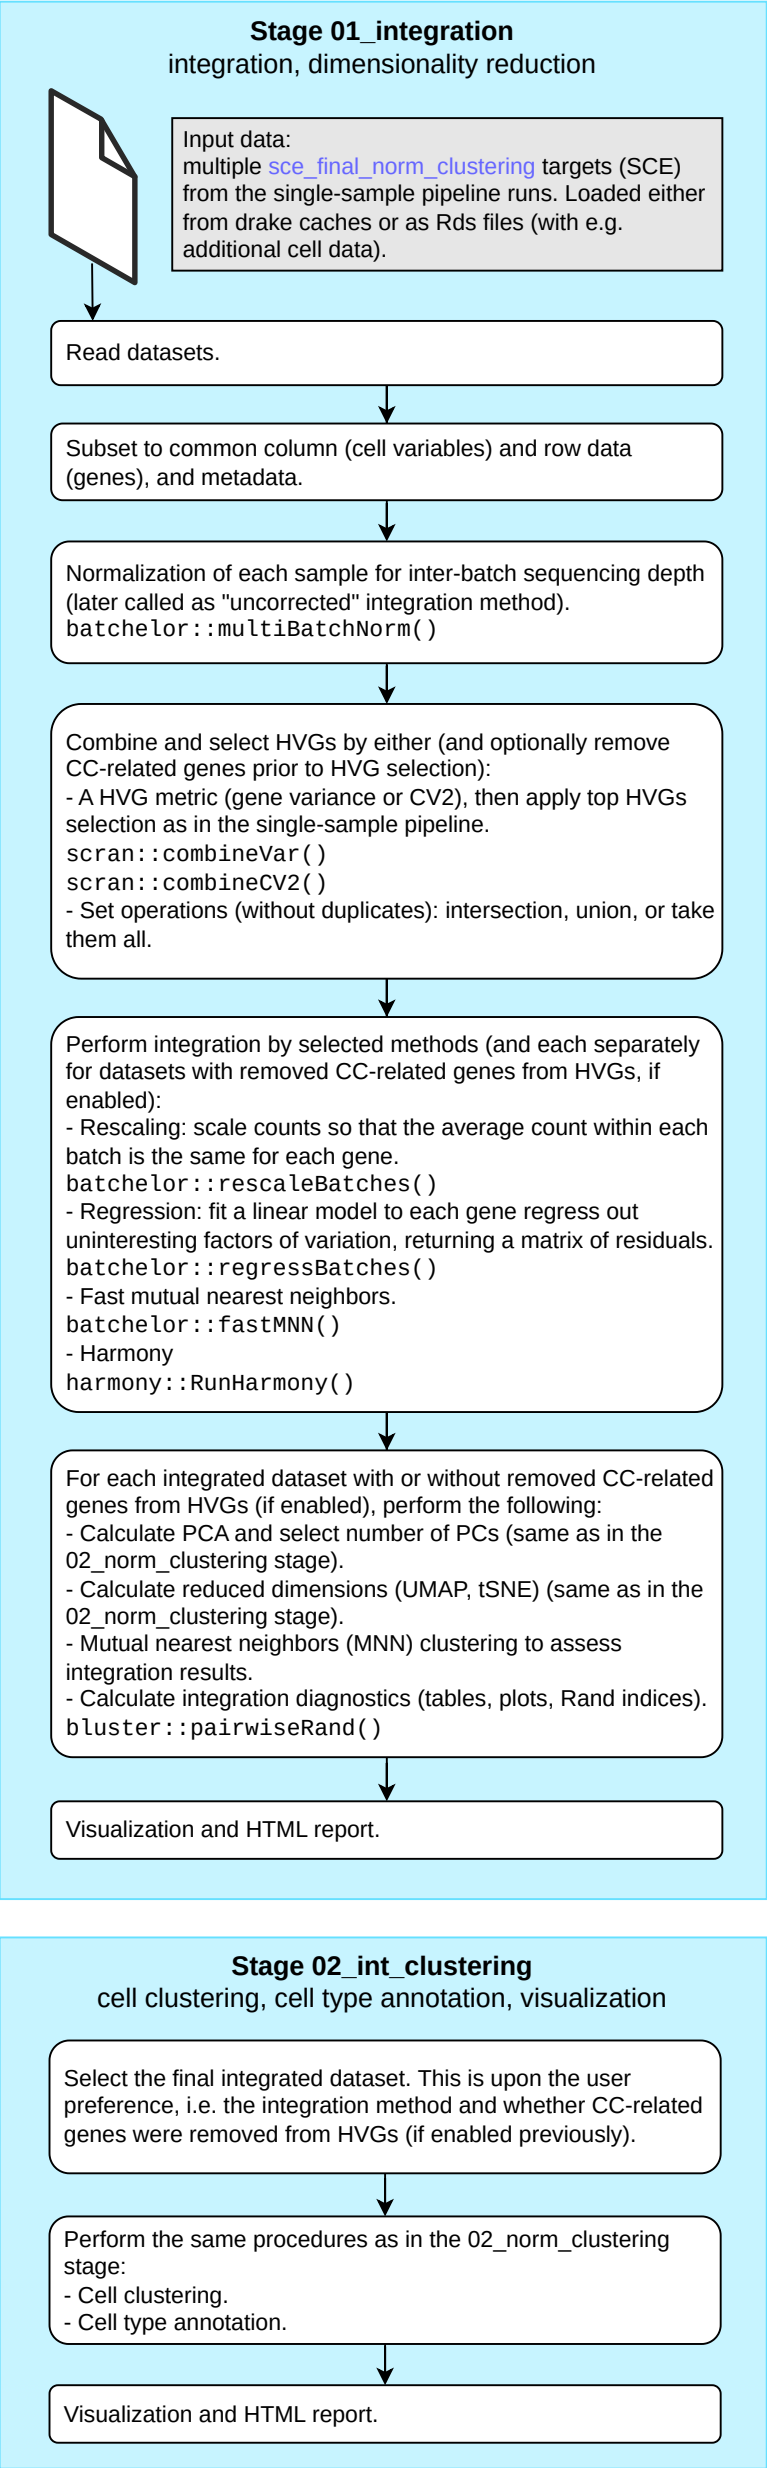 Stage 01_integration
integration, dimensionality reduction
Input data:
multiple sce_final_norm_clustering targets (SCE)
from the single-sample pipeline runs. Loaded either
from drake caches or as Rds files (with e.g.
additional cell data).
Read datasets.
Subset to common column (cell variables) and row data
(genes), and metadata.
Normalization of each sample for inter-batch sequencing depth
(later called as "uncorrected" integration method).
batchelor::multiBatchNorm()
Combine and select HVGs by either (and optionally remove
CC-related genes prior to HVG selection):
- A HVG metric (gene variance or CV2), then apply top HVGs
selection as in the single-sample pipeline.
scran::combineVar()
scran::combineCV2()
- Set operations (without duplicates): intersection, union, or take
them all.
Perform integration by selected methods (and each separately
for datasets with removed CC-related genes from HVGs, if
enabled):
- Rescaling: scale counts so that the average count within each
batch is the same for each gene.
batchelor::rescaleBatches()
- Regression: fit a linear model to each gene regress out
uninteresting factors of variation, returning a matrix of residuals.
batchelor::regressBatches()
- Fast mutual nearest neighbors.
batchelor::fastMNN()
- Harmony
harmony::RunHarmony()
For each integrated dataset with or without removed CC-related
genes from HVGs (if enabled), perform the following:
- Calculate PCA and select number of PCs (same as in the
02_norm_clustering stage).
- Calculate reduced dimensions (UMAP, tSNE) (same as in the
02_norm_clustering stage).
- Mutual nearest neighbors (MNN) clustering to assess
integration results.
- Calculate integration diagnostics (tables, plots, Rand indices).
bluster::pairwiseRand()
Visualization and HTML report.
Stage 02_int_clustering
cell clustering, cell type annotation, visualization
Select the final integrated dataset. This is upon the user
preference, i.e. the integration method and whether CC-related
genes were removed from HVGs (if enabled previously).
Perform the same procedures as in the 02_norm_clustering
stage:
- Cell clustering.
- Cell type annotation.
Visualization and HTML report.